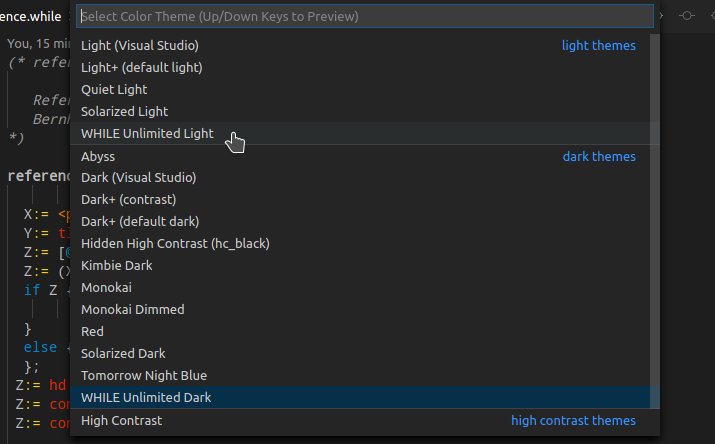 ence.while
Select Color Theme (Up/Down Keys to Preview)
You, 15 min
Light (Visual Studio) light themes
(* refer
Light+ (default light)
Quiet Light
Refer
Solarized Light
Bernh
WHILE Unlimited Light
*)
Abyss dark themes
referenc
Dark (Visual Studio)
Dark+ (contrast)
X:= <p
Dark+ (default dark)
Y:= t
Hidden High Contrast (hc_black)
Z:= [@
Kimbie Dark
Z:= (X
Monokai
if Z
Monokai Dimmed
Red
}
Solarized Dark
else
};
Tomorrow Night Blue
Z:= hd
WHILE Unlimited Dark
Z:= con
High Contrast high contrast themes
Z:= con